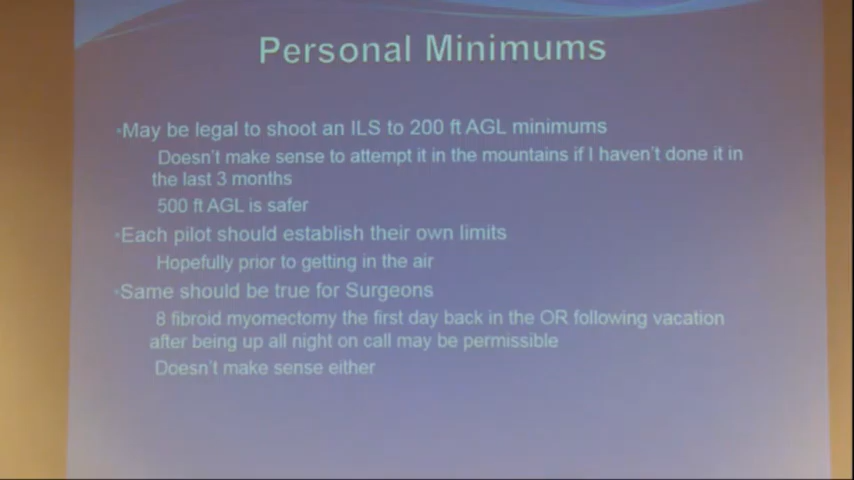 Personal Minimums
•May be legal to shoot an ILS to 200 ft AGL minimums
Doesn't make sense to attempt it in the mountains if I haven't done it in
the last 3 months
500 ft AGL is safer
•Each pilot should establish their own limits
Hopefully prior to getting in the air
•Same should be true for Surgeons
8 fibroid myomectomy the first day back in the OR following vacation
after being up all night on call may be permissible
Doesn't make sense either